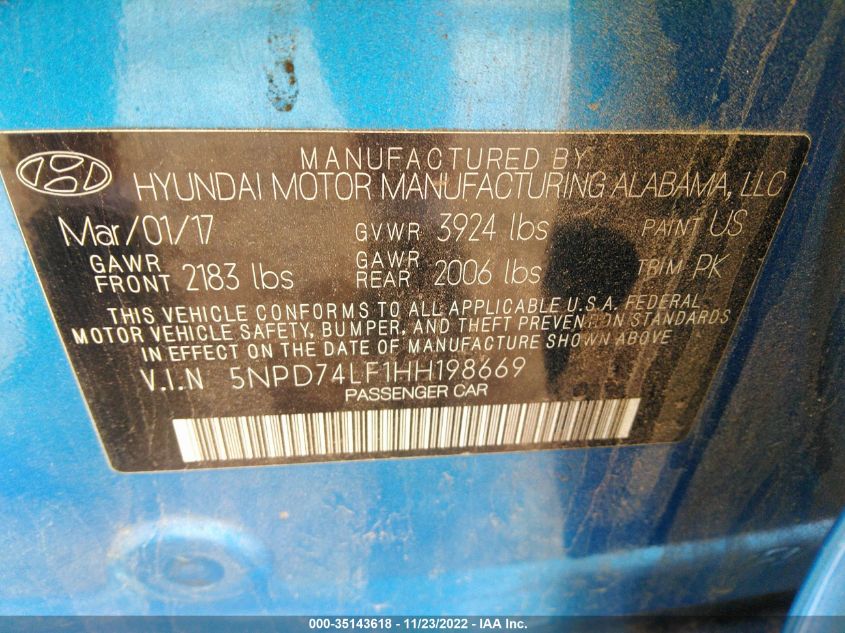 MANUFACTURED BY
HYUNDAI MOTOR MANUFACTURING ALABAMA, LLC
Mar/01/17 GVWR 3924 lbs PAINT US
GAWR FRONT 2183 lbs GAWR REAR 2006 lbs TRIM PK
THIS VEHICLE CONFORMS TO ALL APPLICABLE U.S.A. FEDERAL
MOTOR VEHICLE SAFETY, BUMPER, AND THEFT PREVENTION STANDARDS
IN EFFECT ON THE DATE OF MANUFACTURE SHOWN ABOVE.
V.I.N 5NPD74LF1HH198669
PASSENGER CAR
000-35143618 - 11/23/2022 - IAA Inc.